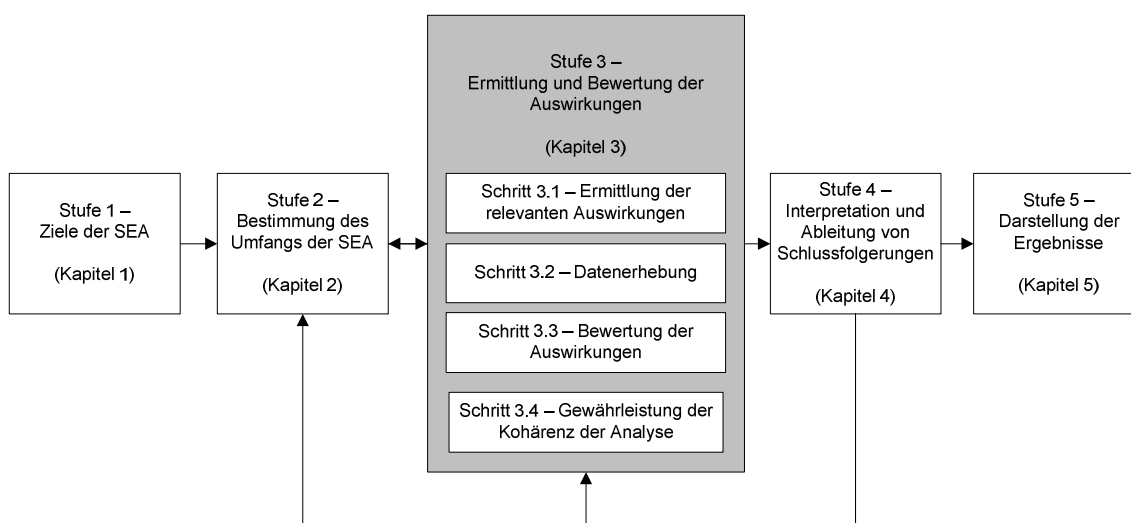 Stufe 1 –
Ziele der SEA
(Kapitel 1)
Stufe 2 –
Bestimmung des
Umfangs der SEA
(Kapitel 2)
Stufe 3 –
Ermittlung und Bewertung der
Auswirkungen
(Kapitel 3)
Schritt 3.1 – Ermittlung der
relevanten Auswirkungen
Schritt 3.2 – Datenerhebung
Schritt 3.3 – Bewertung der
Auswirkungen
Schritt 3.4 – Gewährleistung der
Kohärenz der Analyse
Stufe 4 –
Interpretation und
Ableitung von
Schlussfolgerungen
(Kapitel 4)
Stufe 5 –
Darstellung der
Ergebnisse
(Kapitel 5)